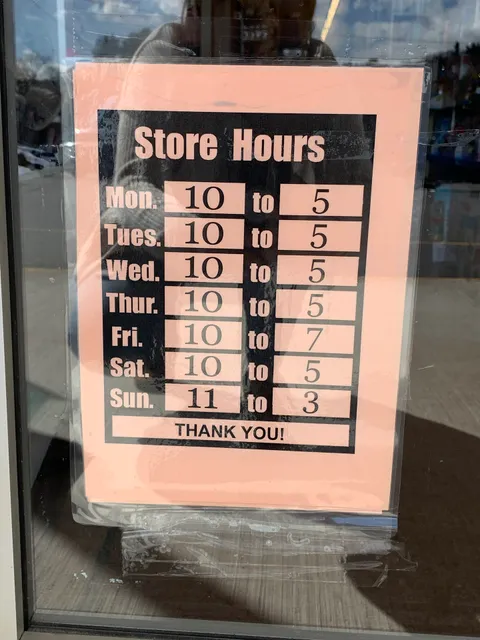 Store Hours
Mon. 10 to 5
Tues. 10 to 5
Wed. 10 to 5
Thur. 10 to 5
Fri. 10 to 7
Sat. 10 to 5
Sun. 11 to 3
THANK YOU!